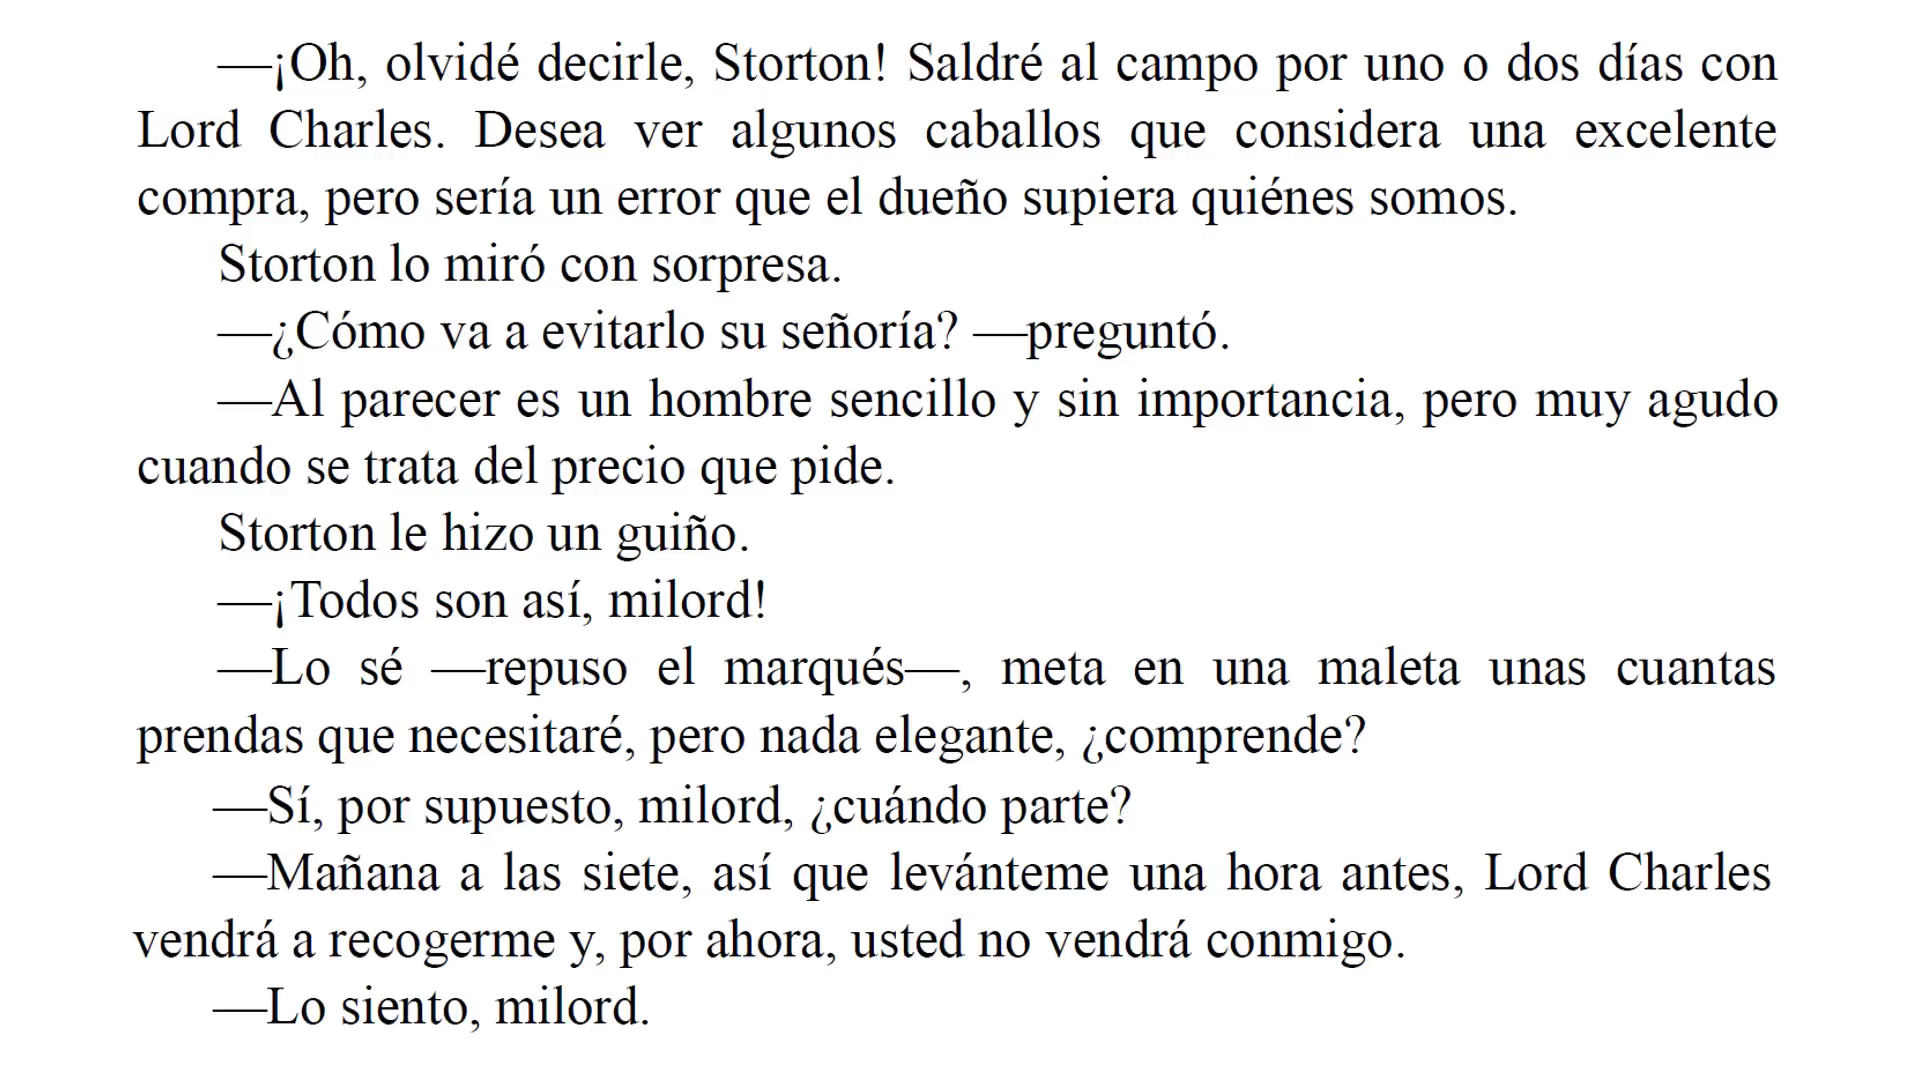 —¡Oh, olvidé decirle, Storton! Saldré al campo por uno o dos días con
Lord Charles. Desea ver algunos caballos que considera una excelente
compra, pero sería un error que el dueño supiera quiénes somos.
Storton lo miró con sorpresa.
—¿Cómo va a evitarlo su señoría? —preguntó.
—Al parecer es un hombre sencillo y sin importancia, pero muy agudo
cuando se trata del precio que pide.
Storton le hizo un guiño.
—¡Todos son así, milord!
—Lo sé —repuso el marqués—, meta en una maleta unas cuantas
prendas que necesitaré, pero nada elegante, ¿comprende?
—Sí, por supuesto, milord, ¿cuándo parte?
—Mañana a las siete, así que levánteme una hora antes, Lord Charles
vendrá a recogerme y, por ahora, usted no vendrá conmigo.
—Lo siento, milord.